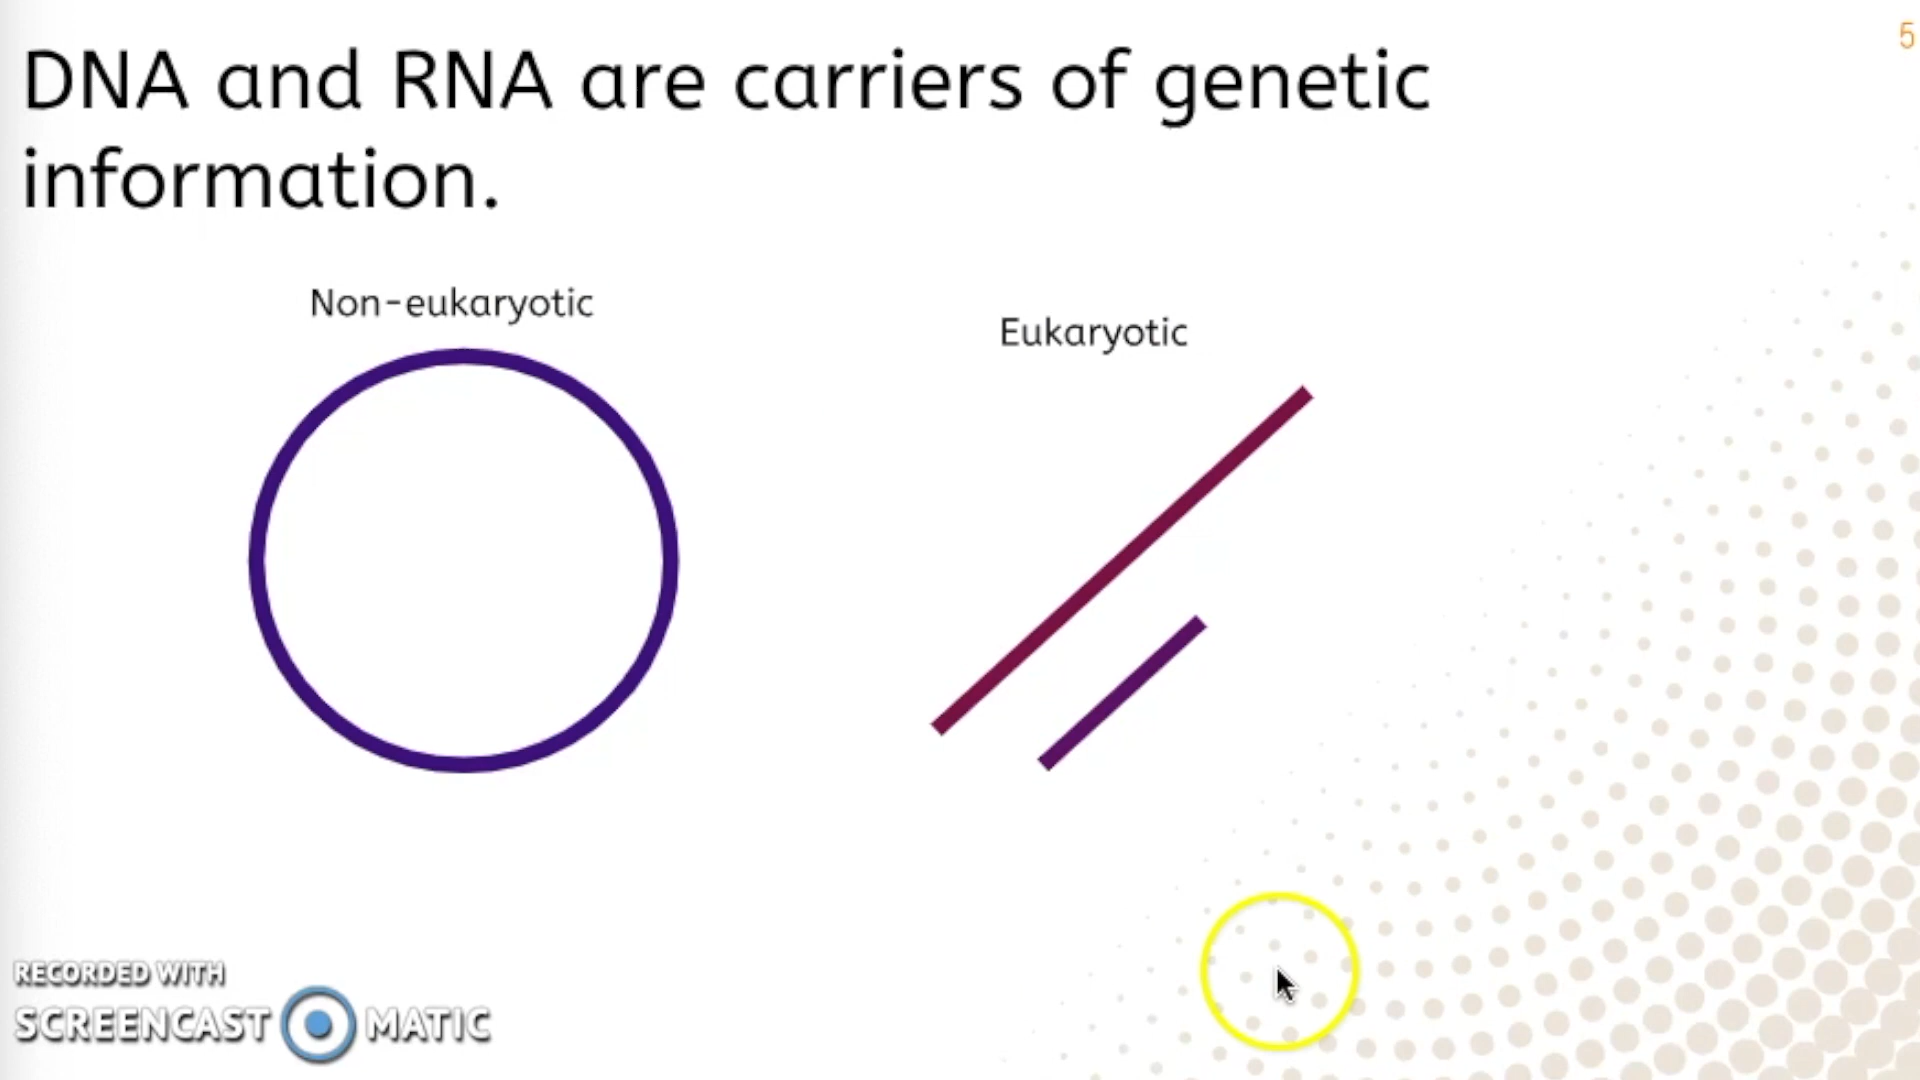 5
DNA and RNA are carriers of genetic
information.
Non-eukaryotic
Eukaryotic
RECORDED WITH
SCREENCAST MATIC